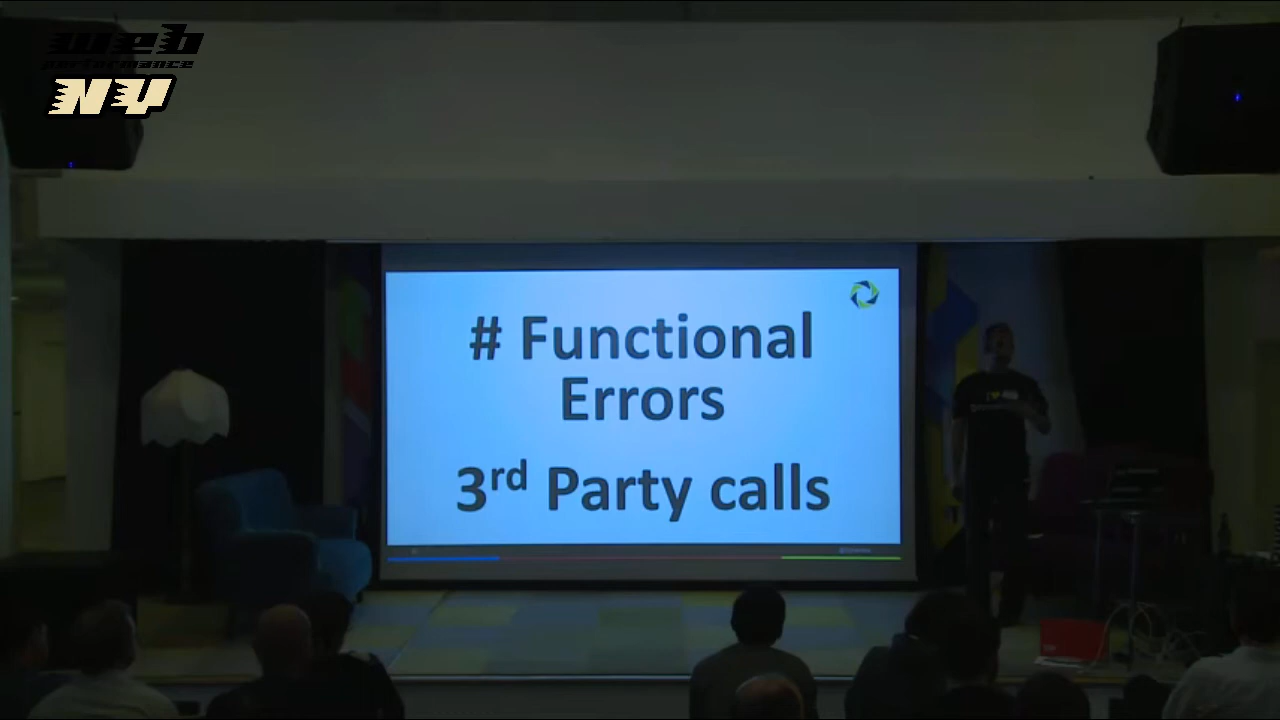 web
performance
NY
# Functional
Errors
3rd Party calls